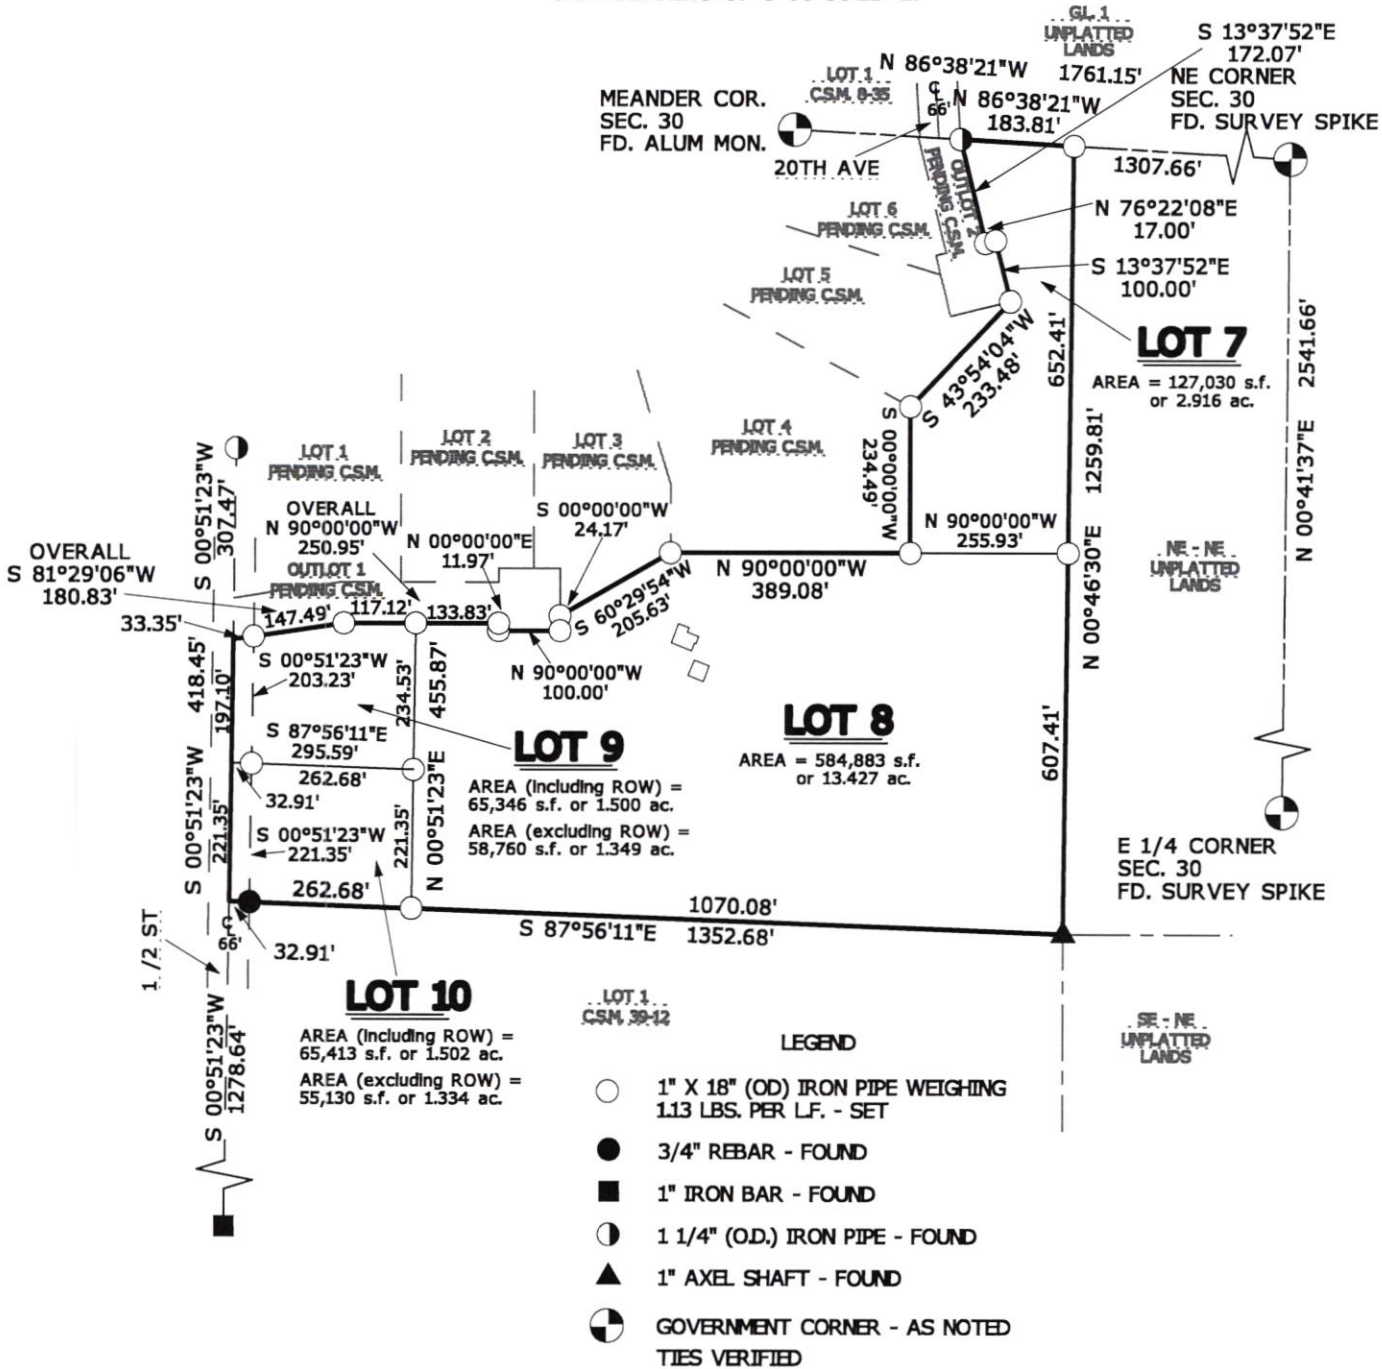 GL. 1
UNPLATTED
LANDS
1761.15'
S 13°37'52"E
172.07'
N 86°38'21"W
LOT 1
C.S.M. 8-35
NE CORNER
SEC. 30
FD. SURVEY SPIKE
MEANDER COR.
SEC. 30
FD. ALUM MON.
66'
N 86°38'21"W
183.81'
1307.66'
20TH AVE
OUTLOT 2
PENDING C.S.M.
N 76°22'08"E
17.00'
LOT 6
PENDING C.S.M.
S 13°37'52"E
100.00'
LOT 5
PENDING C.S.M.
LOT 7
AREA = 127,030 s.f.
or 2.916 ac.
652.41'
N 00°41'37"E 2541.66'
S 43°54'04"W
233.48'
S 00°00'00"W
234.49'
LOT 4
PENDING C.S.M.
LOT 3
PENDING C.S.M.
LOT 2
PENDING C.S.M.
LOT 1
PENDING C.S.M.
S 00°51'23"W
307.47'
OVERALL
N 90°00'00"W
250.95'
S 00°00'00"W
24.17'
N 00°00'00"E
11.97'
N 90°00'00"W
255.93'
N 00°46'30"E 1259.81'
NE - NE
UNPLATTED
LANDS
OVERALL
S 81°29'06"W
180.83'
OUTLOT 1
PENDING C.S.M.
N 90°00'00"W
389.08'
S 60°29'54"W
205.63'
33.35'
147.49'
117.12'
133.83'
S 00°51'23"W
203.23'
N 90°00'00"W
100.00'
S 00°51'23"W 418.45'
197.10'
234.53'
N 00°51'23"E 455.87'
S 87°56'11"E
295.59'
262.68'
LOT 9
AREA (including ROW) =
65,346 s.f. or 1.500 ac.
AREA (excluding ROW) =
58,760 s.f. or 1.349 ac.
LOT 8
AREA = 584,883 s.f.
or 13.427 ac.
607.41'
32.91'
S 00°51'23"W
221.35'
221.35'
221.35'
E 1/4 CORNER
SEC. 30
FD. SURVEY SPIKE
262.68'
1070.08'
S 87°56'11"E 1352.68'
66'
32.91'
1 /2 ST
LOT 10
AREA (including ROW) =
65,413 s.f. or 1.502 ac.
AREA (excluding ROW) =
55,130 s.f. or 1.334 ac.
S 00°51'23"W
1278.64'
LOT 1
C.S.M. 39-12
SE - NE
UNPLATTED
LANDS
LEGEND
1" X 18" (OD) IRON PIPE WEIGHING
1.13 LBS. PER L.F. - SET
3/4" REBAR - FOUND
1" IRON BAR - FOUND
1 1/4" (O.D.) IRON PIPE - FOUND
1" AXEL SHAFT - FOUND
GOVERNMENT CORNER - AS NOTED
TIES VERIFIED